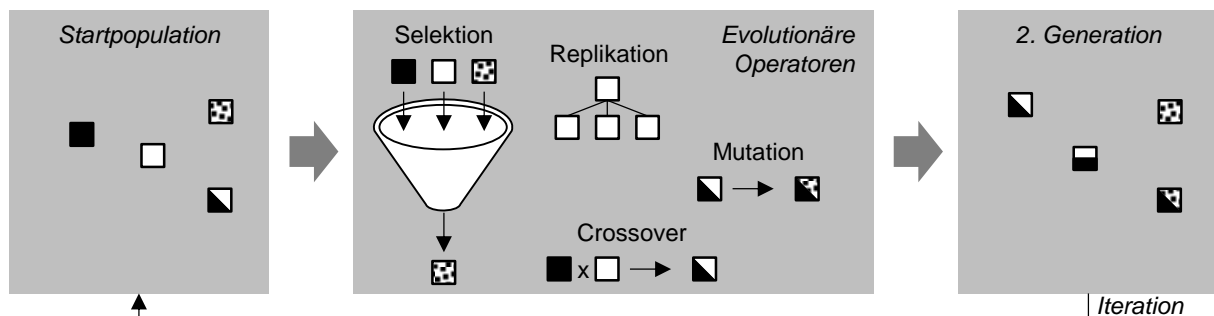 Startpopulation
Selektion
Replikation
Evolutionäre
Operatoren
Mutation
Crossover
x
2. Generation
Iteration